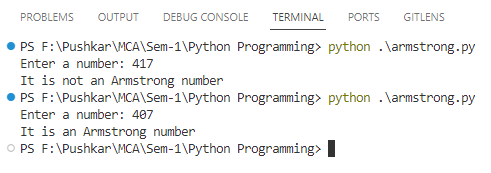 PROBLEMS OUTPUT DEBUG CONSOLE TERMINAL PORTS GITLENS
PS F:\Pushkar\MCA\Sem-1\Python Programming> python .\armstrong.py
Enter a number: 417
It is not an Armstrong number
PS F:\Pushkar\MCA\Sem-1\Python Programming> python .\armstrong.py
Enter a number: 407
It is an Armstrong number
PS F:\Pushkar\MCA\Sem-1\Python Programming>